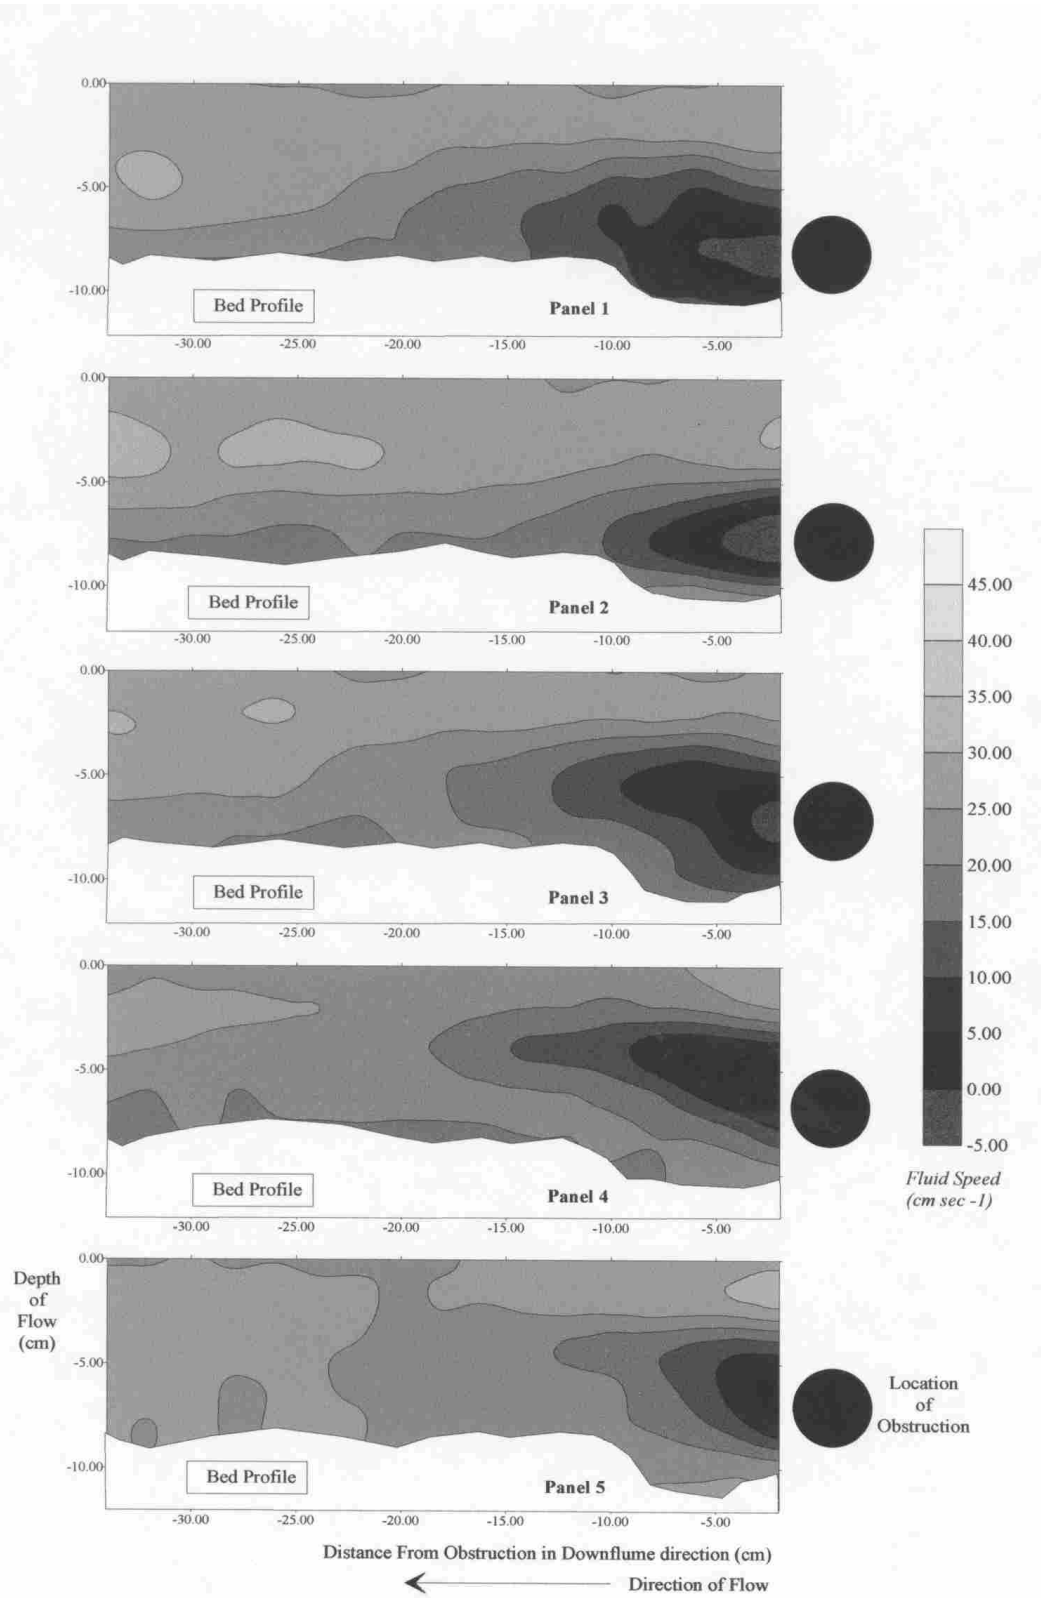 0.00
-5.00
-10.00
Bed Profile
Panel 1
-30.00 -25.00 -20.00 -15.00 -10.00 -5.00
0.00
-5.00
-10.00
Bed Profile
Panel 2
-30.00 -25.00 -20.00 -15.00 -10.00 -5.00
0.00
-5.00
-10.00
Bed Profile
Panel 3
-30.00 -25.00 -20.00 -15.00 -10.00 -5.00
0.00
-5.00
-10.00
Bed Profile
Panel 4
-30.00 -25.00 -20.00 -15.00 -10.00 -5.00
45.00
40.00
35.00
30.00
25.00
20.00
15.00
10.00
5.00
0.00
-5.00
Fluid Speed
(cm sec -1)
Depth
of
Flow
(cm)
0.00
-5.00
-10.00
Bed Profile
Panel 5
-30.00 -25.00 -20.00 -15.00 -10.00 -5.00
Location
of
Obstruction
Distance From Obstruction in Downflume direction (cm)
Direction of Flow